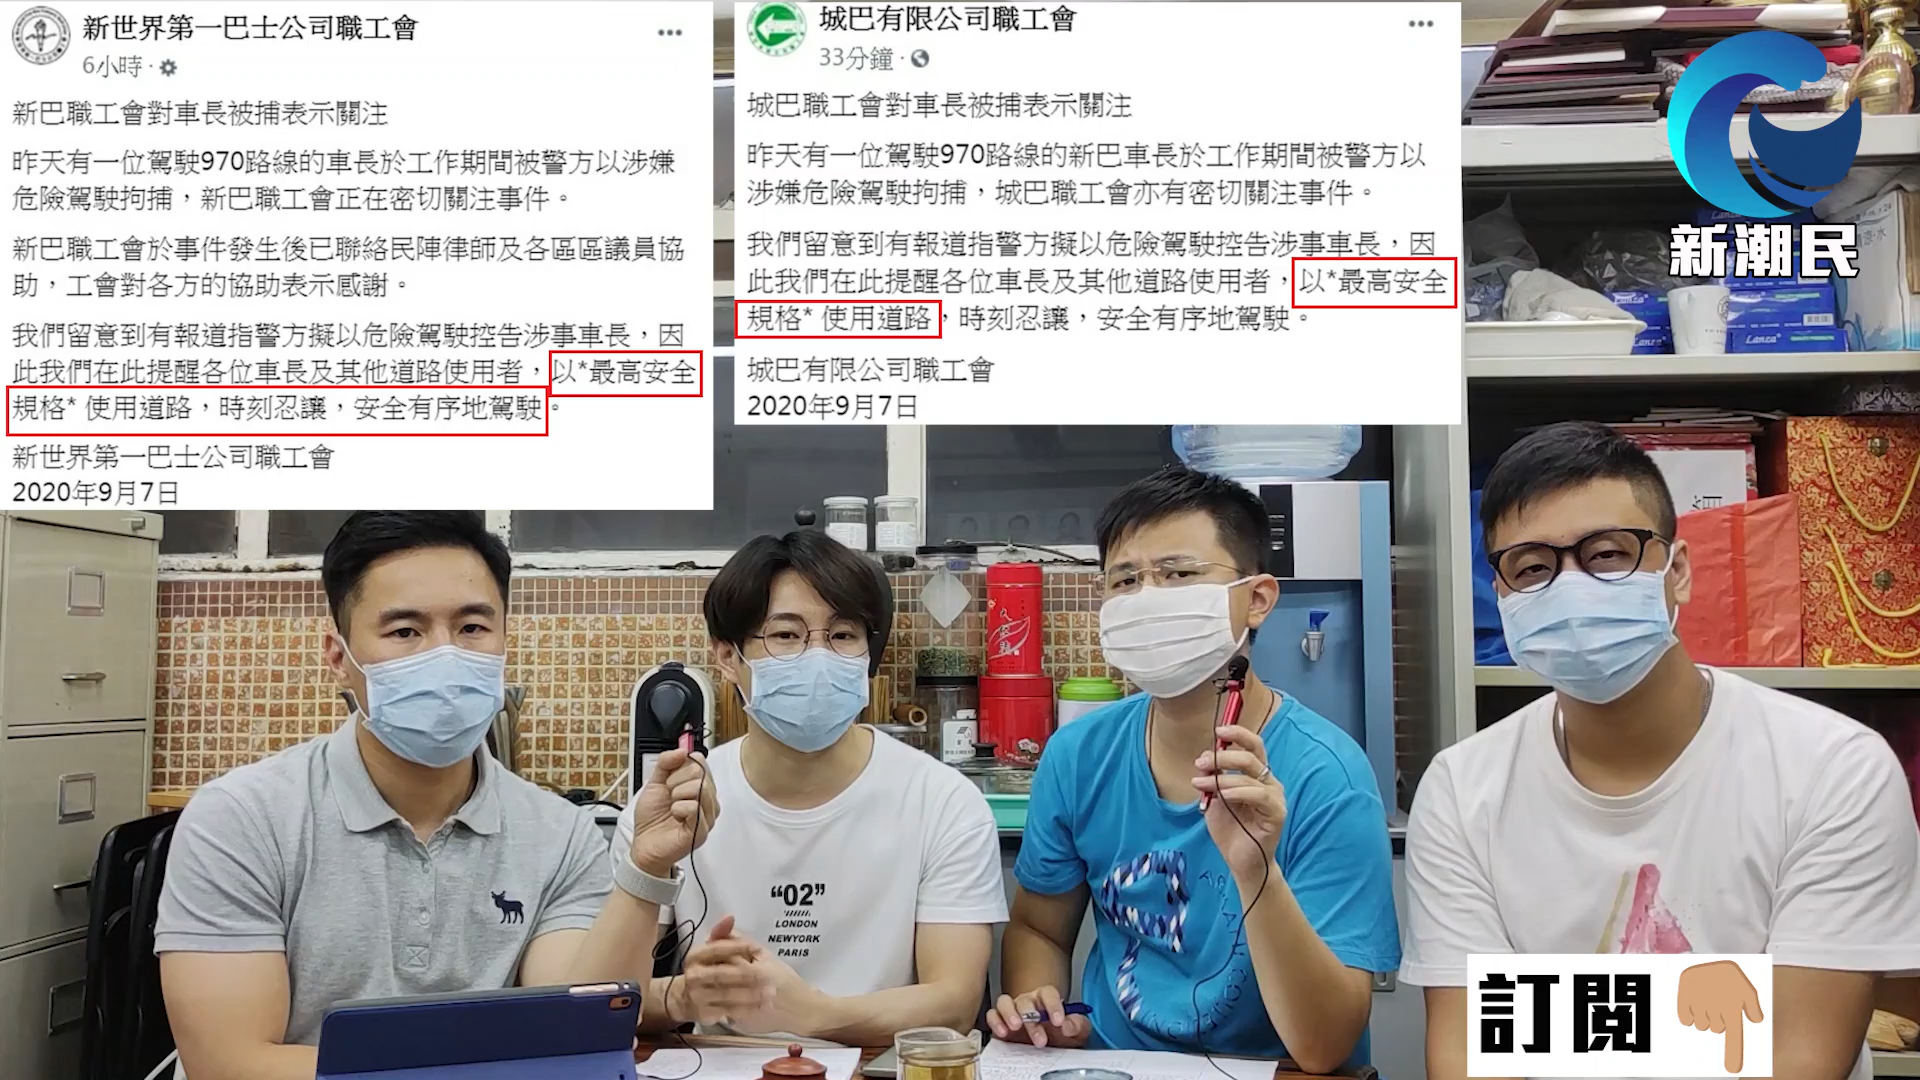 新世界第一巴士公司職工會
6小時
新巴職工會對車長被捕表示關注
昨天有一位駕駛970路線的車長於工作期間被警方以涉嫌
危險駕駛拘捕，新巴職工會正在密切關注事件。
新巴職工會於事件發生後已聯絡民陣律師及各區區議員協
助，工會對各方的協助表示感謝。
我們留意到有報道指警方擬以危險駕駛控告涉事車長，因
此我們在此提醒各位車長及其他道路使用者，以*最高安全
規格* 使用道路，時刻忍讓，安全有序地駕駛。
新世界第一巴士公司職工會
2020年9月7日
城巴有限公司職工會
33分鐘
城巴職工會對車長被捕表示關注
昨天有一位駕駛970路線的新巴車長於工作期間被警方以
涉嫌危險駕駛拘捕，城巴職工會亦有密切關注事件。
我們留意到有報道指警方擬以危險駕駛控告涉事車長，因
此我們在此提醒各位車長及其他道路使用者，以*最高安全
規格* 使用道路，時刻忍讓，安全有序地駕駛。
城巴有限公司職工會
2020年9月7日
新潮民
Lanza
Lanza
Lanza
“02”
LONDON
NEWYORK
PARIS
訂閱